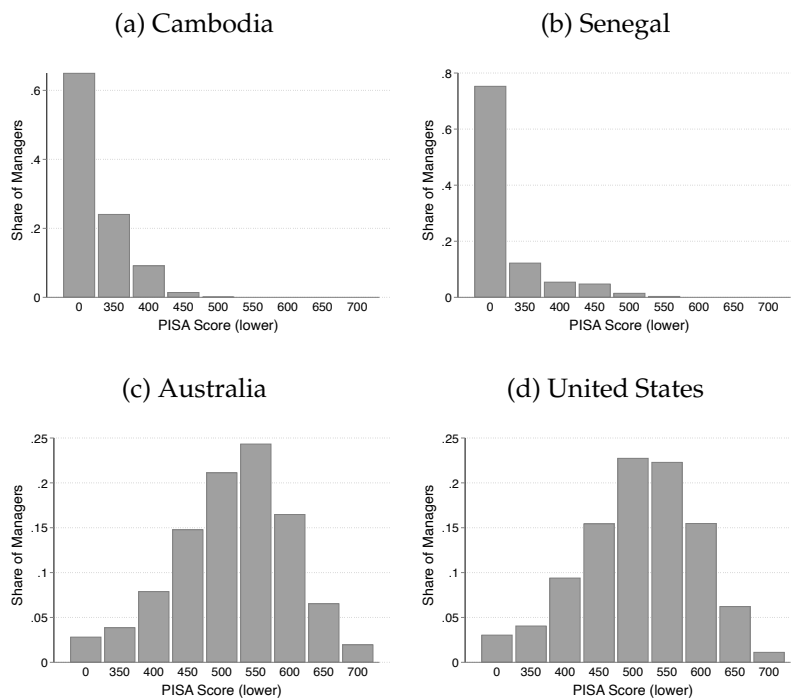 (a) Cambodia
Share of Managers
.6
.4
.2
0
0 350 400 450 500 550 600 650 700
PISA Score (lower)
(b) Senegal
Share of Managers
.8
.6
.4
.2
0
0 350 400 450 500 550 600 650 700
PISA Score (lower)
(c) Australia
Share of Managers
.25
.2
.15
.1
.05
0
0 350 400 450 500 550 600 650 700
PISA Score (lower)
(d) United States
Share of Managers
.25
.2
.15
.1
.05
0
0 350 400 450 500 550 600 650 700
PISA Score (lower)